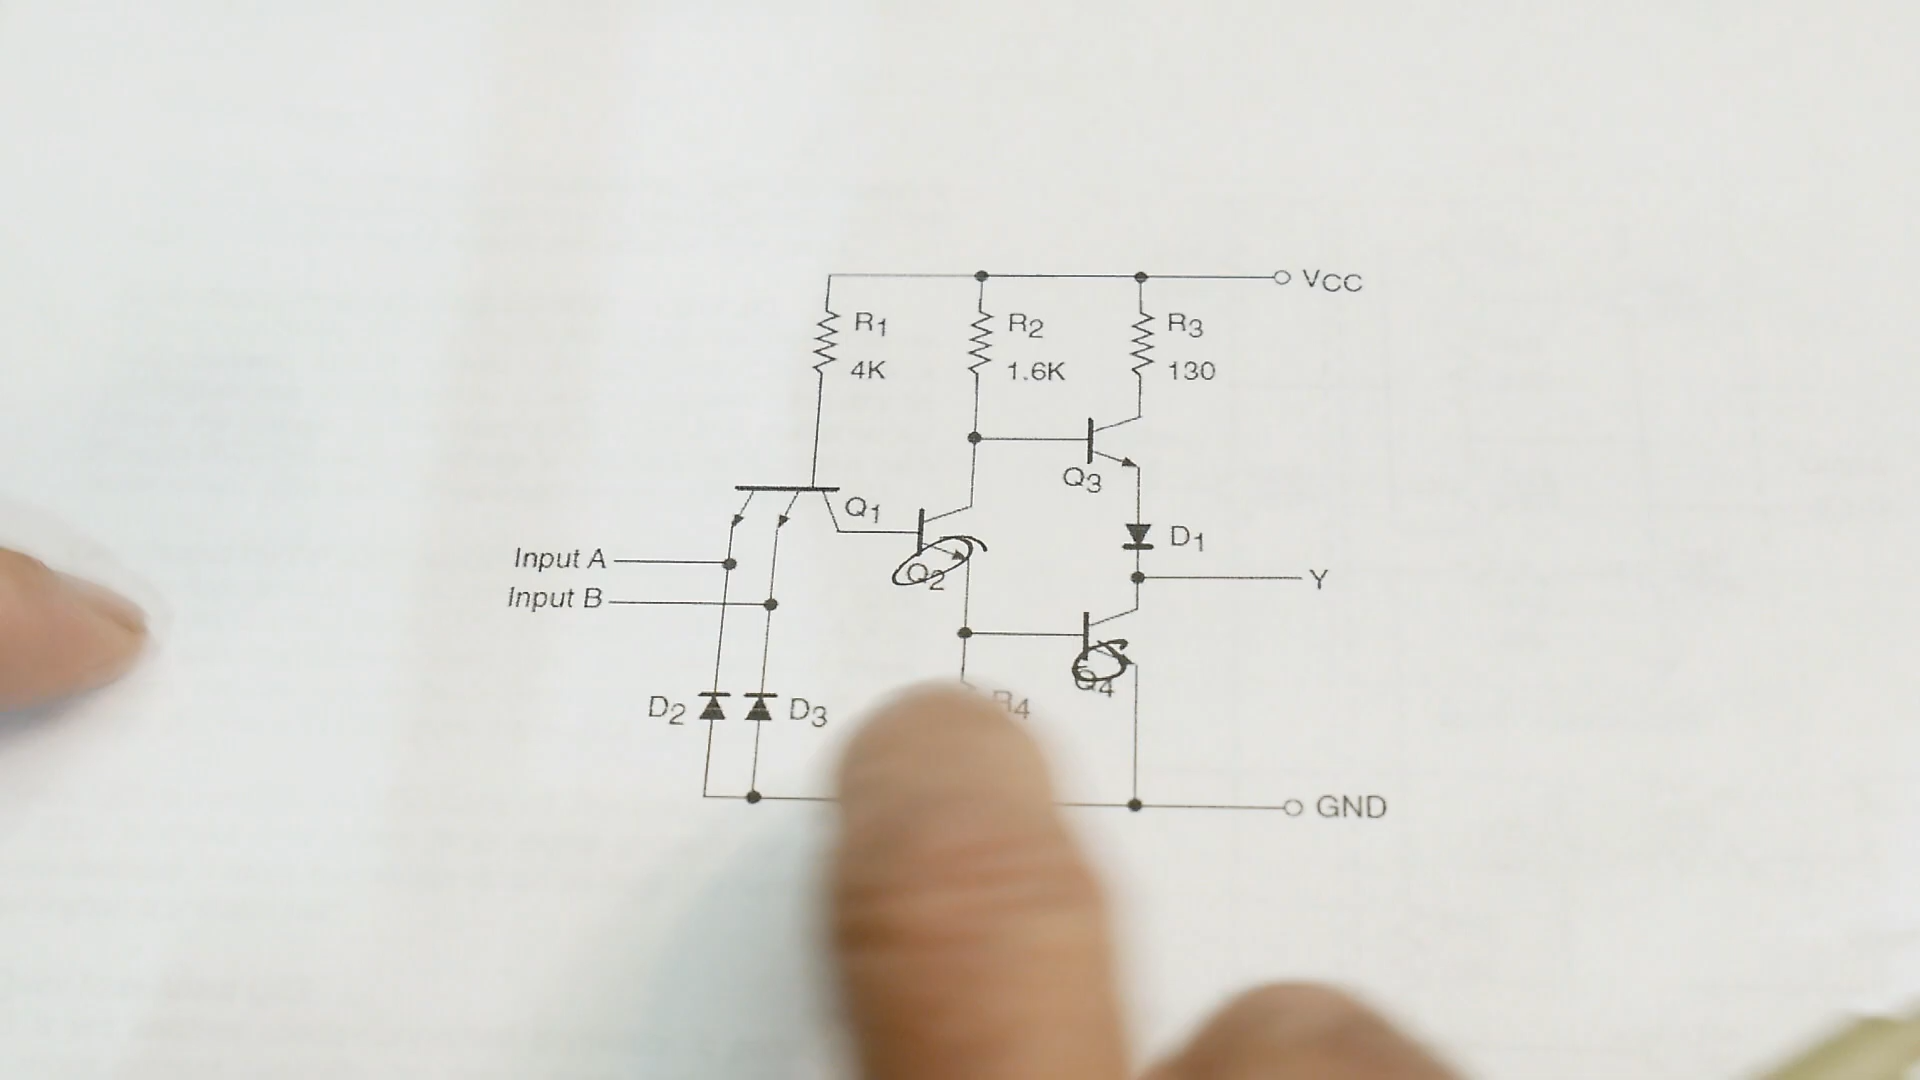 VCC
R1
4K
R2
1.6K
R3
130
Q3
Q1
D1
Input A
Q2
Y
Input B
Q4
D2
D3
R4
GND